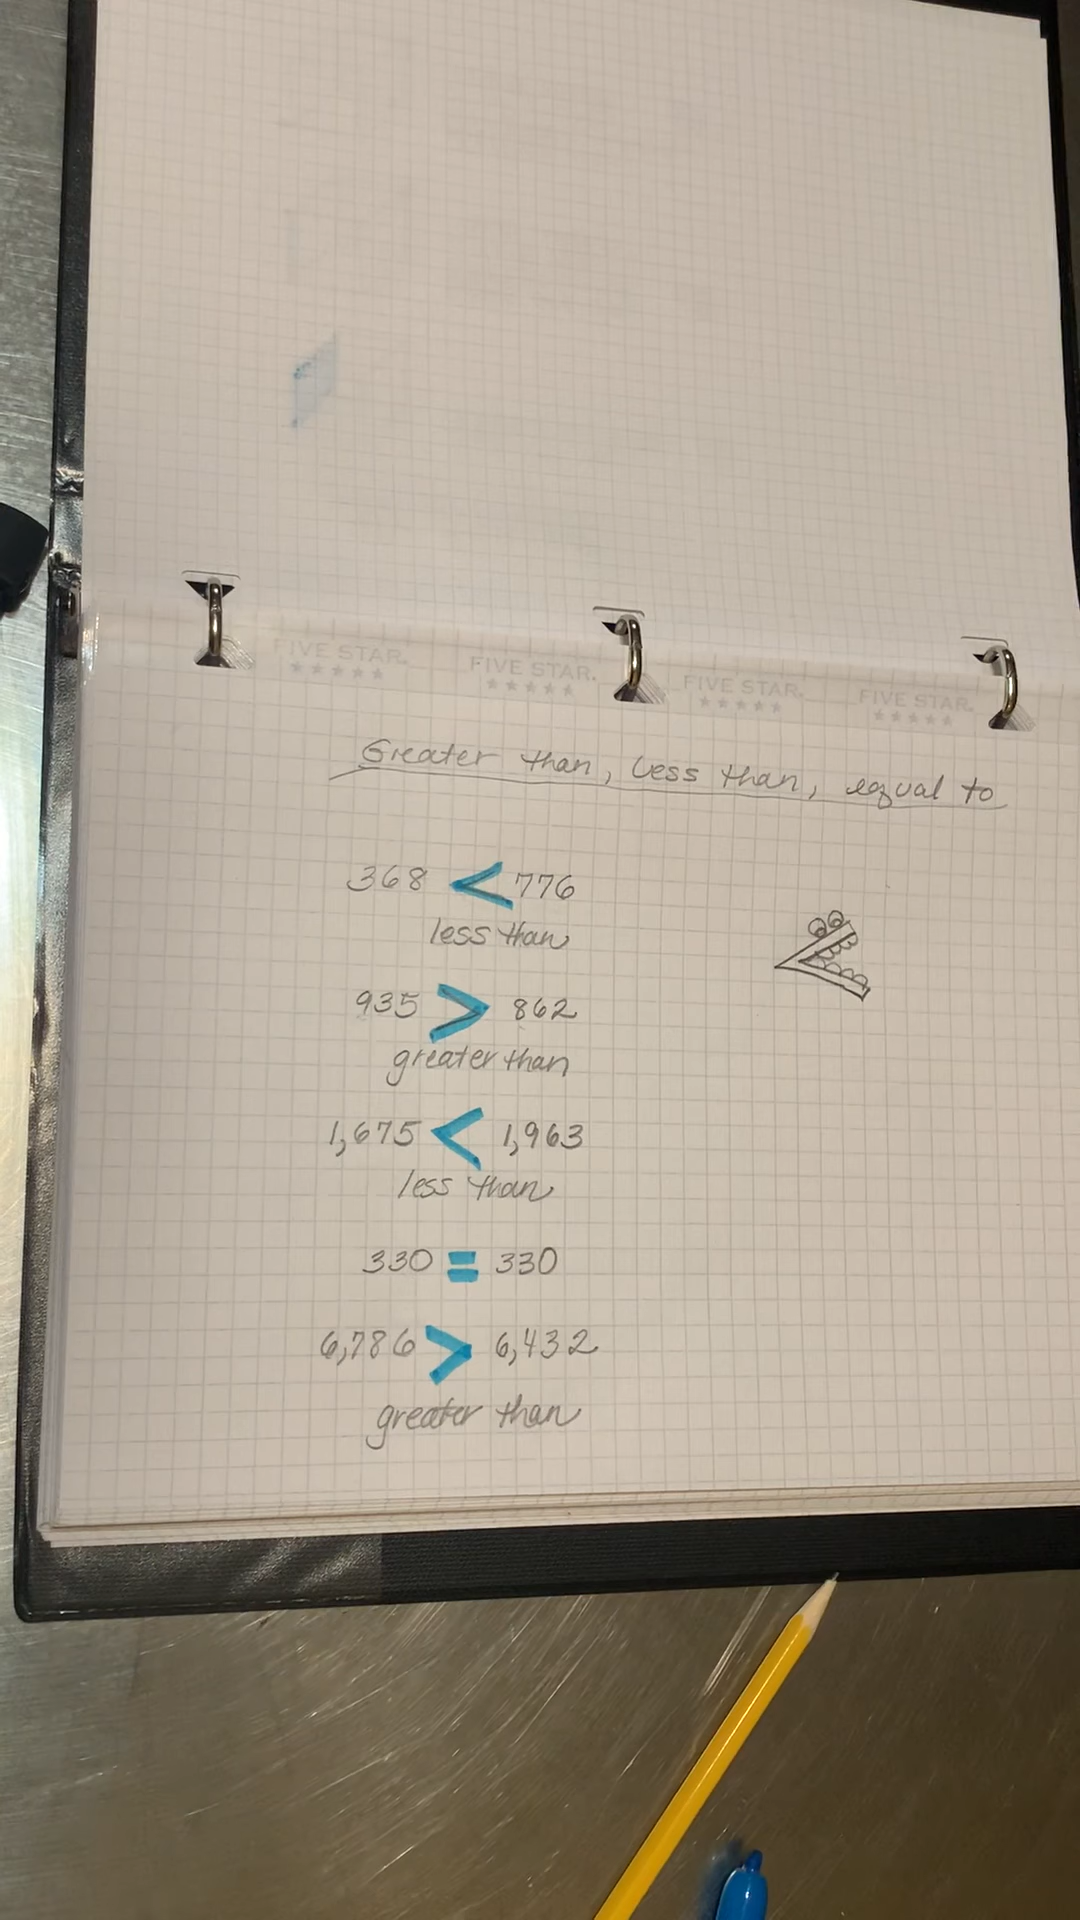 FIVE STAR. FIVE STAR. FIVE STAR. FIVE STAR.
Greater than, Less than, equal to
368 < 776
less than
935 > 862
greater than
1,675 < 1,963
less than
330 = 330
6,786 > 6,432
greater than